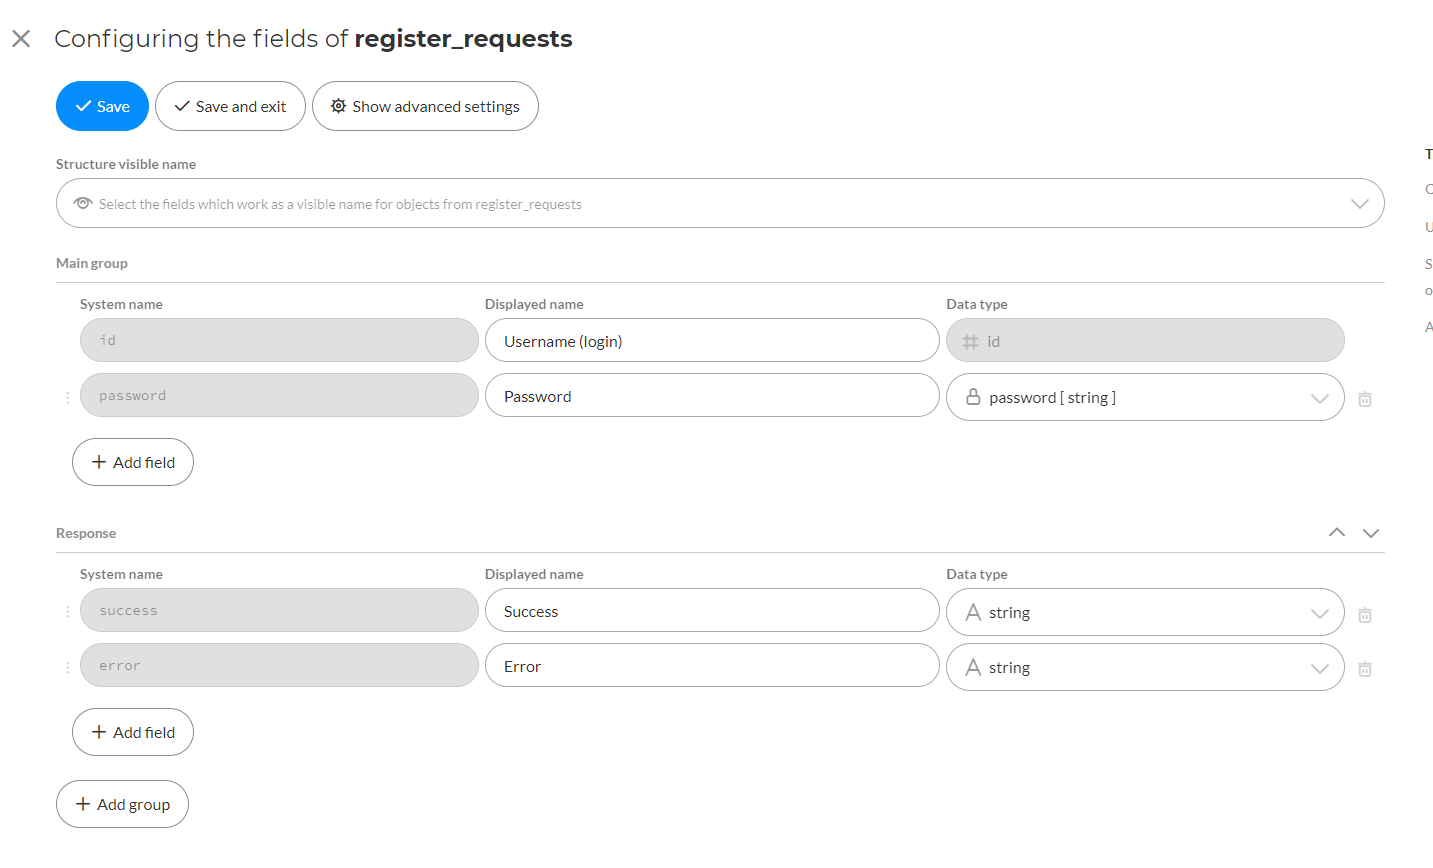 Configuring the fields of register_requests
Save
Save and exit
Show advanced settings
Structure visible name
Select the fields which work as a visible name for objects from register_requests
Main group
System name Displayed name Data type
id Username (login) id
password Password password [ string ]
Add field
Response
System name Displayed name Data type
success Success string
error Error string
Add field
Add group
T
U
S
o
A